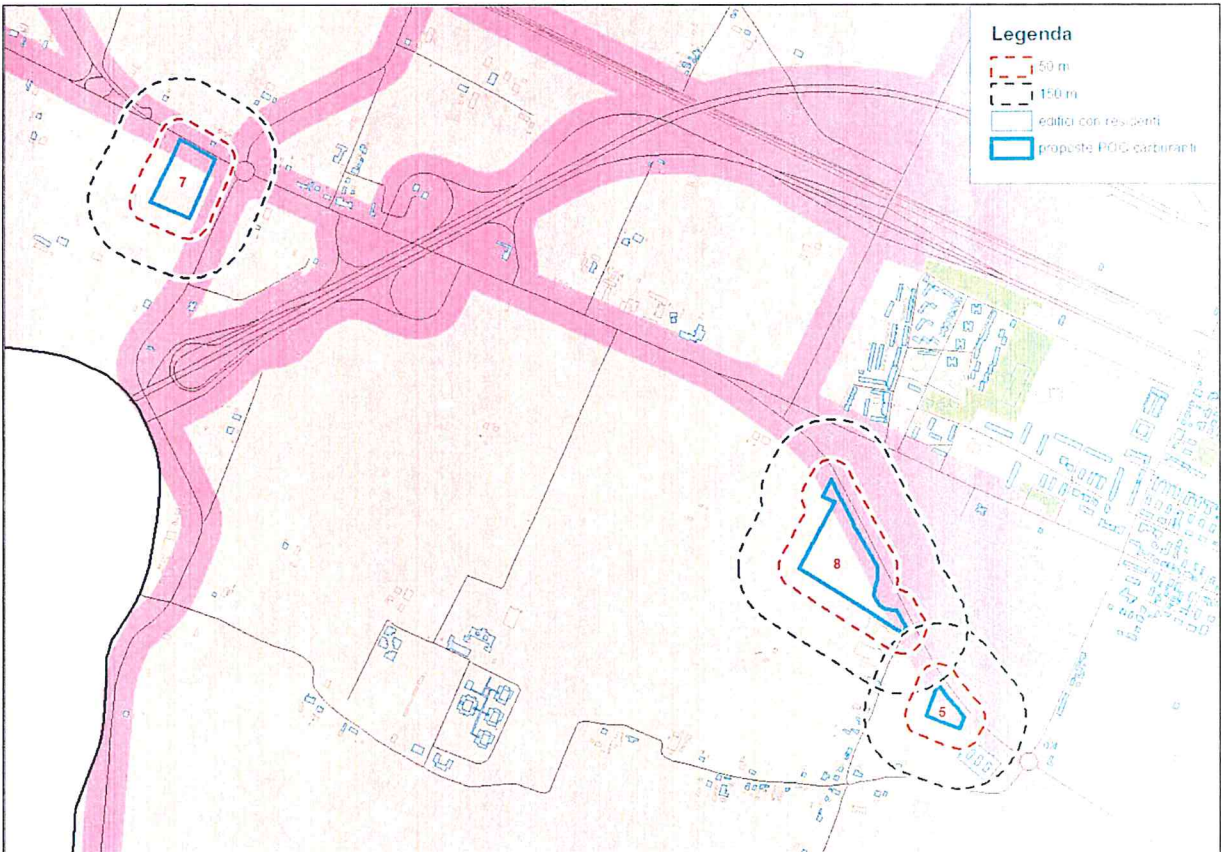 Legenda
50 m
150 m
edifici con residenti
proposte POC carburanti
7
8
5